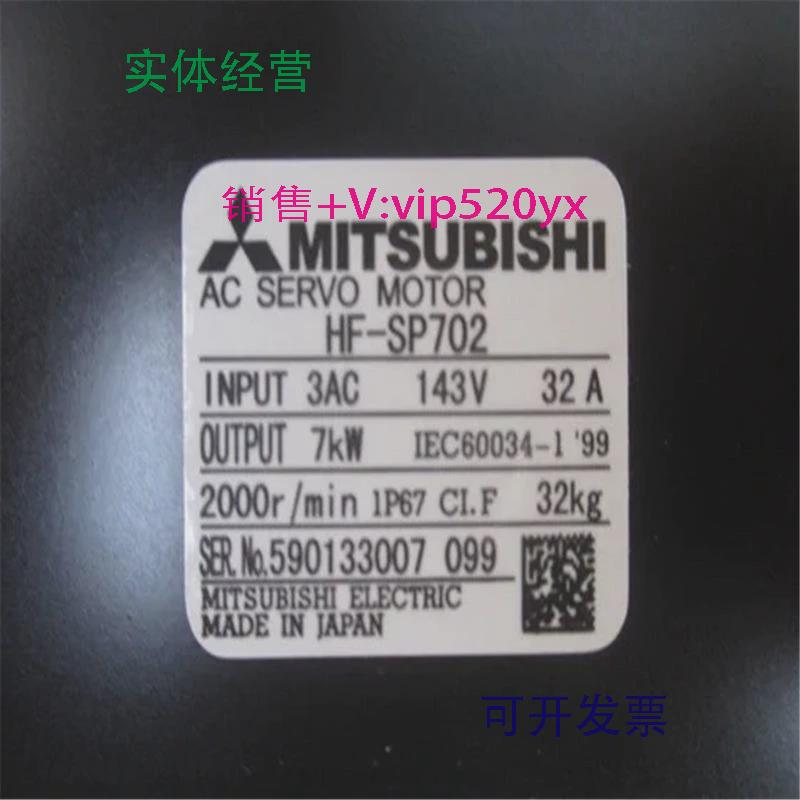 实体经营
销售+V:vip520yx
MITSUBISHI
AC SERVO MOTOR
HF-SP702
INPUT 3AC 143V 32 A
OUTPUT 7kW IEC60034-1 '99
2000r/min IP67 CI.F 32kg
SER.No.590133007 099
MITSUBISHI ELECTRIC
MADE IN JAPAN
可开发票